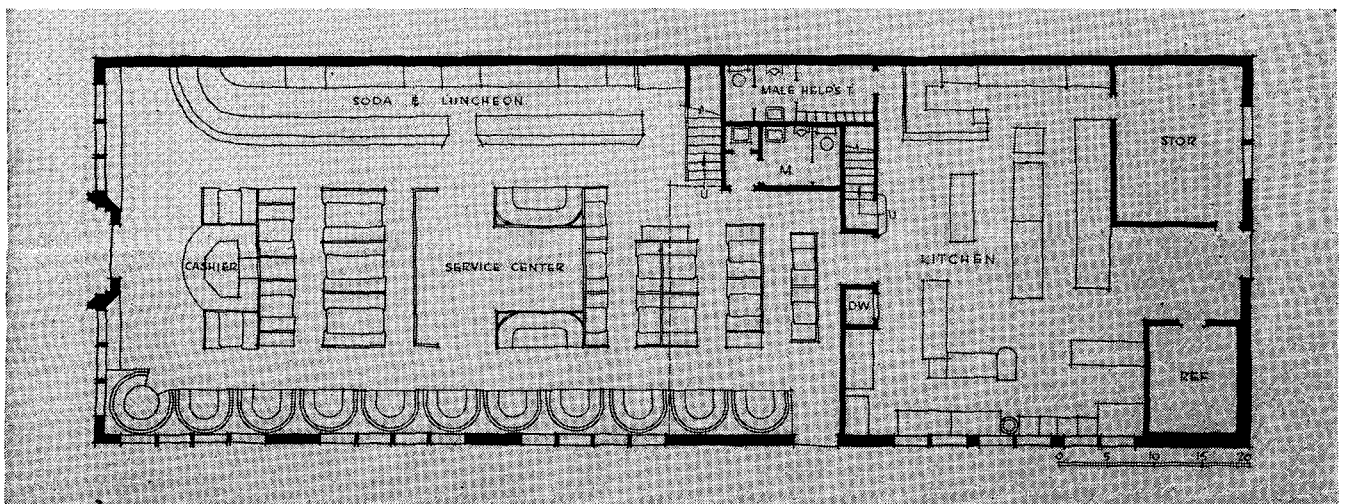 MALE HELP'S T.
SODA & LUNCHEON
STOR
M
U
U
CASHIER
SERVICE CENTER
KITCHEN
DW
REF
0 5 10 15 20